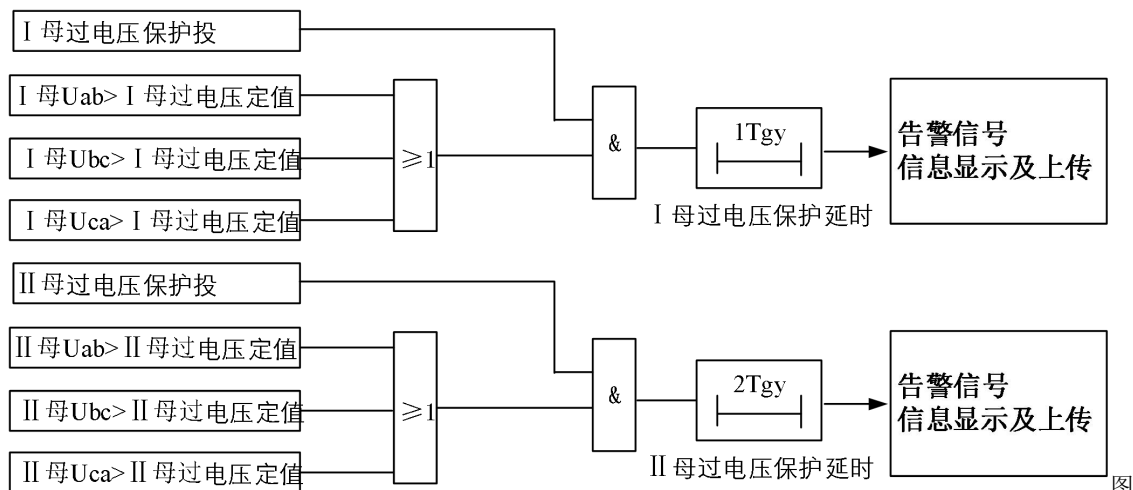 Ⅰ母过电压保护投
Ⅰ母Uab>Ⅰ母过电压定值
Ⅰ母Ubc>Ⅰ母过电压定值
Ⅰ母Uca>Ⅰ母过电压定值
≥1
&
1Tgy
Ⅰ母过电压保护延时
告警信号
信息显示及上传
Ⅱ母过电压保护投
Ⅱ母Uab>Ⅱ母过电压定值
Ⅱ母Ubc>Ⅱ母过电压定值
Ⅱ母Uca>Ⅱ母过电压定值
≥1
&
2Tgy
Ⅱ母过电压保护延时
告警信号
信息显示及上传
图